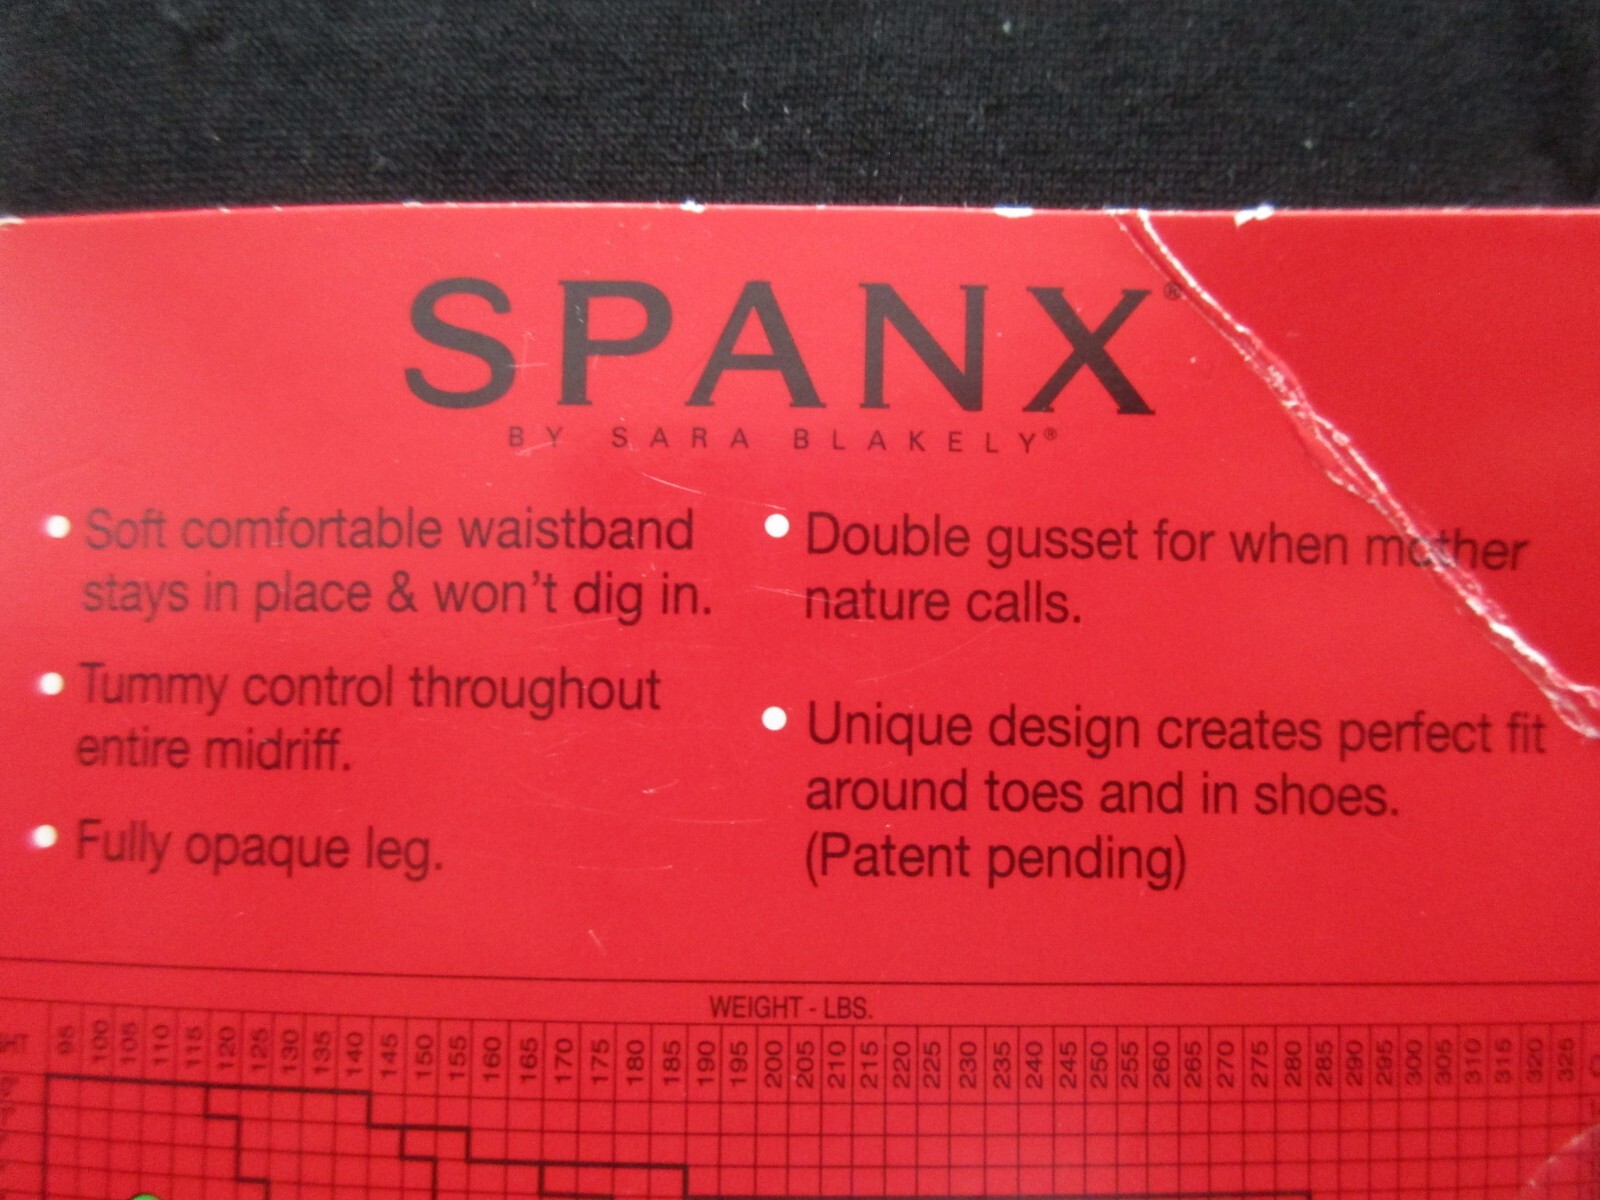 SPANX®
BY SARA BLAKELY®
• Soft comfortable waistband
stays in place & won't dig in.
• Tummy control throughout
entire midriff.
• Fully opaque leg.
• Double gusset for when mother
nature calls.
• Unique design creates perfect fit
around toes and in shoes.
(Patent pending)
WEIGHT - LBS.
95 100 105 110 115 120 125 130 135 140 145 150 155 160 165 170 175 180 185 190 195 200 205 210 215 220 225 230 235 240 245 250 255 260 265 270 275 280 285 290 295 300 305 310 315 320 325